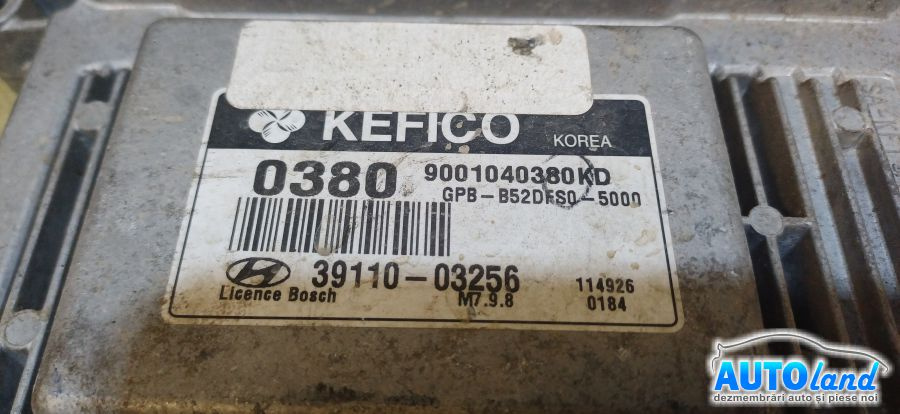 KEFICO KOREA
0380 9001040380KD
GPB-B52DFS0-5000
39110-03256
Licence Bosch M7.9.8
114926
0184
AUTOland
dezmembrări auto și piese noi